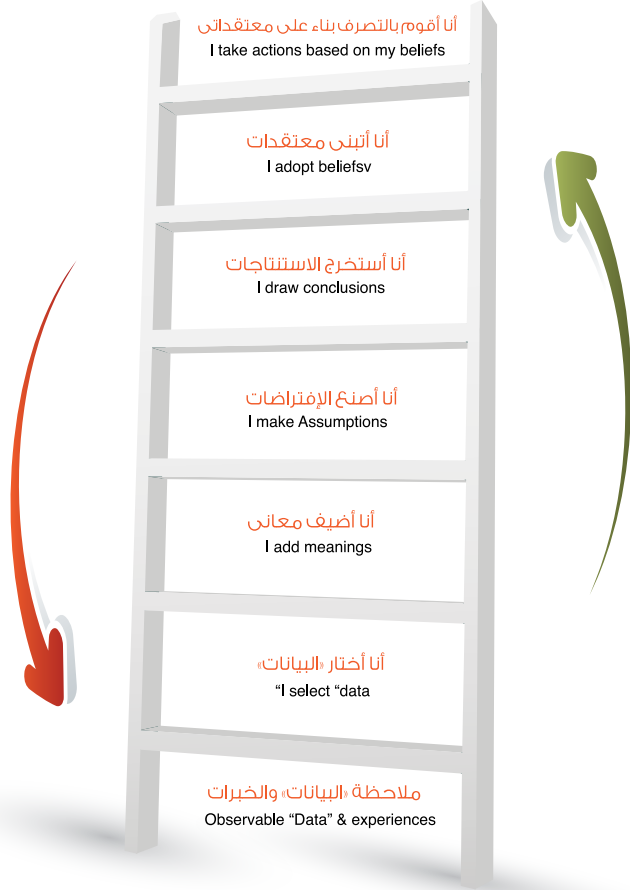 أنا أقوم بالتصرف بناء على معتقداتى
I take actions based on my beliefs
أنا أتبنى معتقدات
I adopt beliefsv
أنا أستخرج الاستنتاجات
I draw conclusions
أنا أصنع الإفتراضات
I make Assumptions
أنا أضيف معانى
I add meanings
أنا أختار «البيانات»
“I select “data
ملاحظة «البيانات» والخبرات
Observable “Data” & experiences